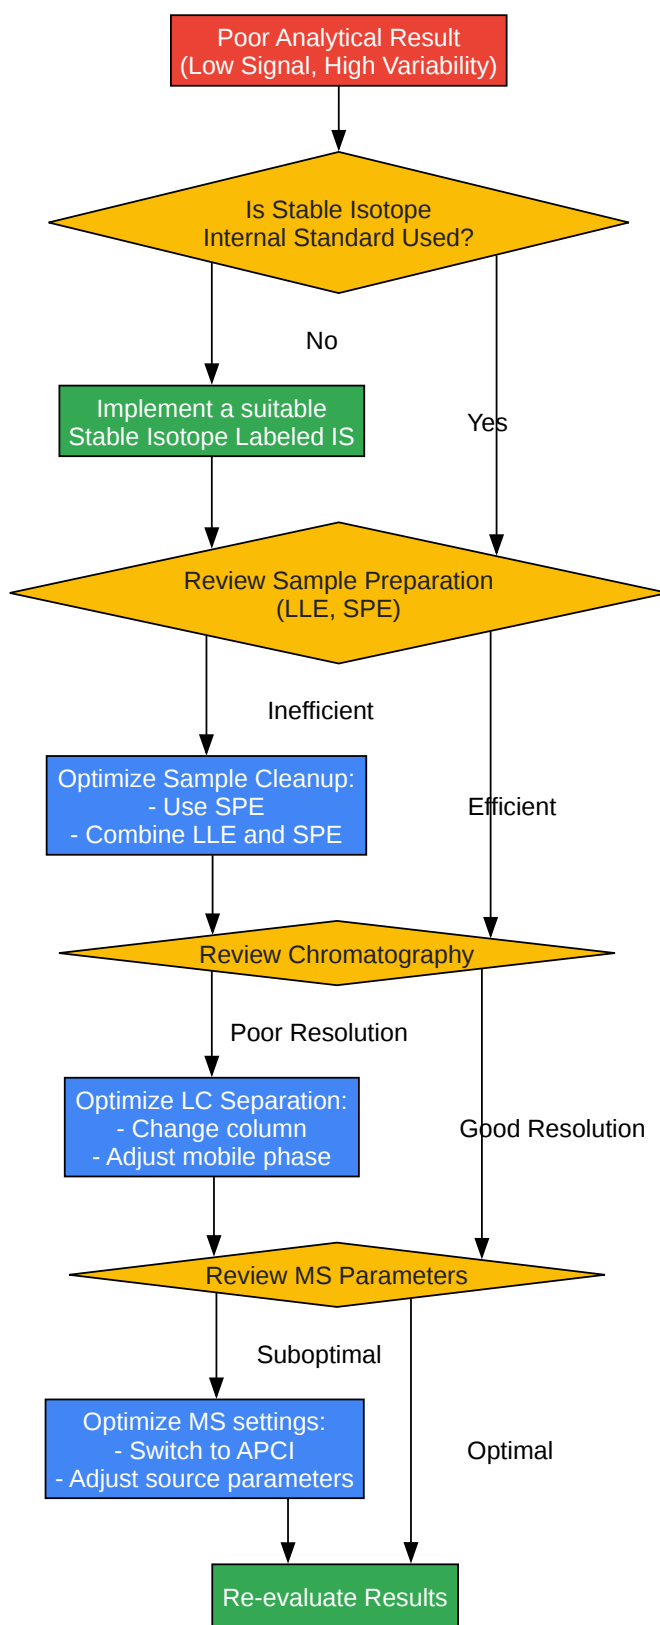 Poor Analytical Result
(Low Signal, High Variability)
Is Stable Isotope
Internal Standard Used?
No
Implement a suitable
Stable Isotope Labeled IS
Yes
Review Sample Preparation
(LLE, SPE)
Inefficient
Optimize Sample Cleanup:
- Use SPE
- Combine LLE and SPE
Efficient
Review Chromatography
Poor Resolution
Optimize LC Separation:
- Change column
- Adjust mobile phase
Good Resolution
Review MS Parameters
Suboptimal
Optimize MS settings:
- Switch to APCI
- Adjust source parameters
Optimal
Re-evaluate Results